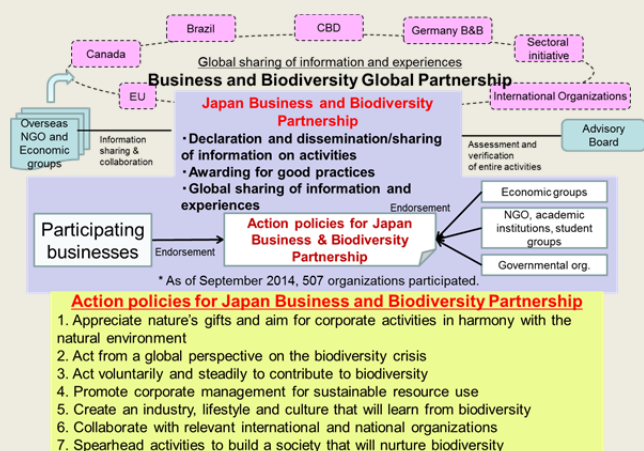 Brazil
CBD
Germany B&B
Canada
Sectoral
initiative
Global sharing of information and experiences
Business and Biodiversity Global Partnership
EU
International Organizations
Japan Business and Biodiversity
Partnership
Overseas
NGO and
Economic
groups
Information
sharing &
collaboration
・Declaration and dissemination/sharing
of information on activities
・Awarding for good practices
・Global sharing of information and
experiences
Assessment and
verification
of entire activities
Advisory
Board
Participating
businesses
Endorsement
Action policies for Japan
Business & Biodiversity
Partnership
Endorsement
Economic groups
NGO, academic
institutions, student
groups
Governmental org.
* As of September 2014, 507 organizations participated.
Action policies for Japan Business and Biodiversity Partnership
1. Appreciate nature's gifts and aim for corporate activities in harmony with the
natural environment
2. Act from a global perspective on the biodiversity crisis
3. Act voluntarily and steadily to contribute to biodiversity
4. Promote corporate management for sustainable resource use
5. Create an industry, lifestyle and culture that will learn from biodiversity
6. Collaborate with relevant international and national organizations
7. Spearhead activities to build a society that will nurture biodiversity